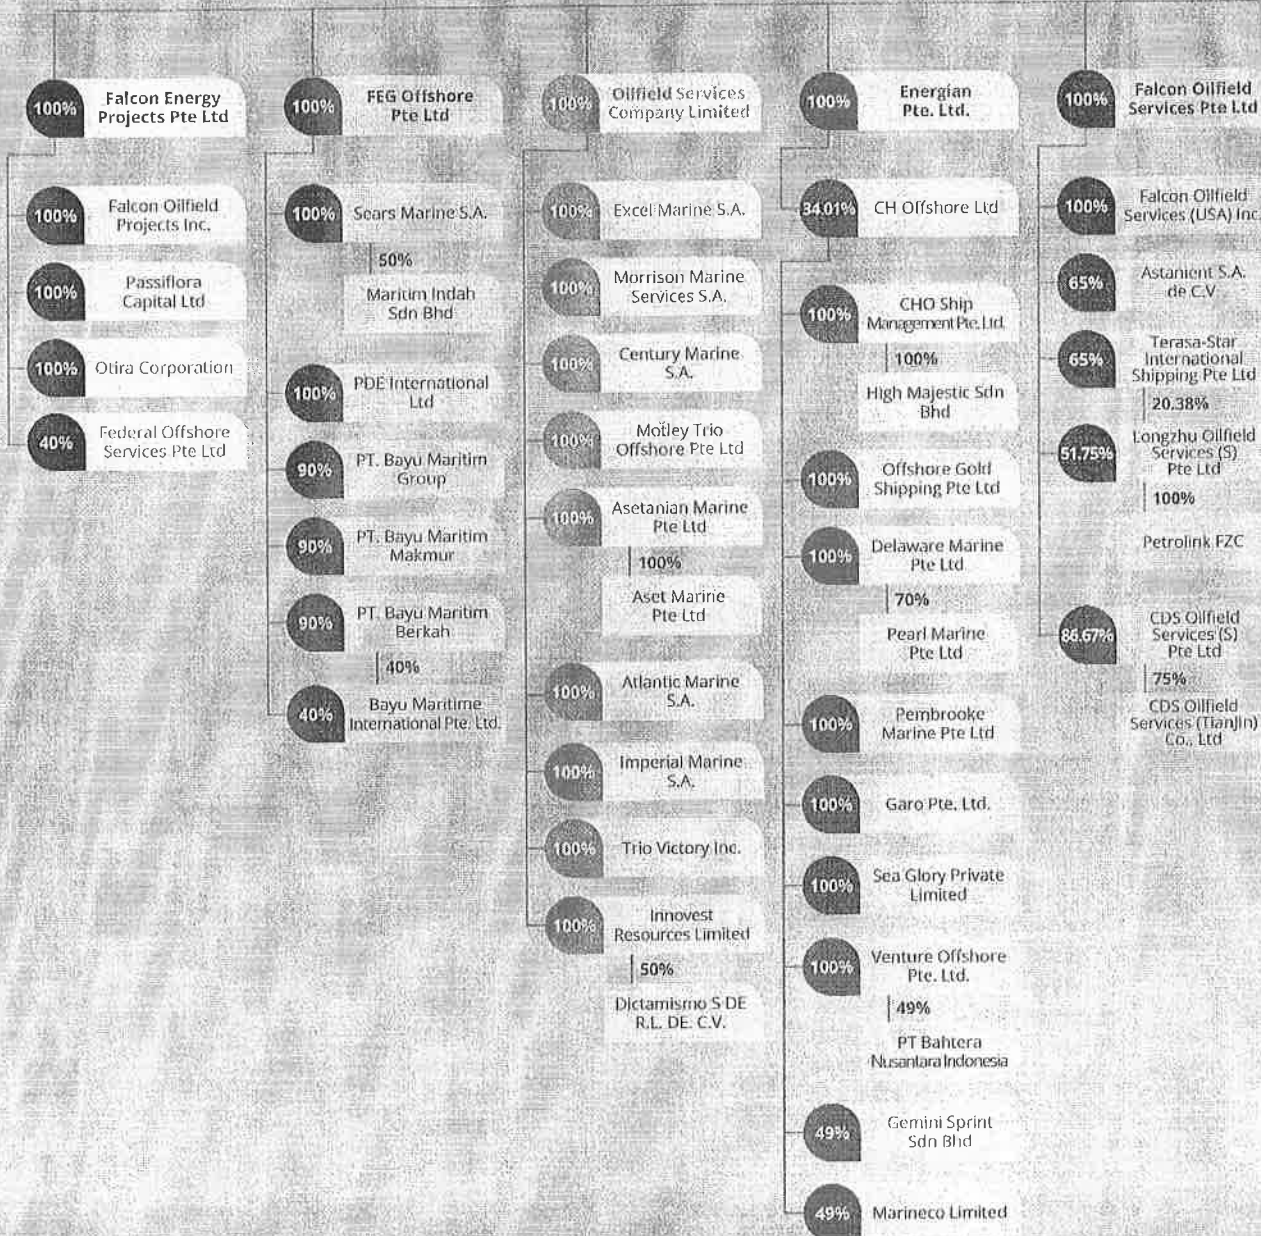 100%
Falcon Energy
Projects Pte Ltd
100%
Falcon Oilfield
Projects Inc.
100%
Passiflora
Capital Ltd
100%
Otira Corporation
40%
Federal Offshore
Services Pte Ltd
100%
FEG Offshore
Pte Ltd
100%
Sears Marine S.A.
50%
Maritim Indah
Sdn Bhd
100%
PDE International
Ltd
90%
PT. Bayu Maritim
Group
90%
PT. Bayu Maritim
Makmur
90%
PT. Bayu Maritim
Berkah
40%
40%
Bayu Maritime
International Pte. Ltd.
100%
Oilfield Services
Company Limited
100%
Excel Marine S.A.
100%
Morrison Marine
Services S.A.
100%
Century Marine
S.A.
100%
Motley Trio
Offshore Pte Ltd
100%
Asetanian Marine
Pte Ltd
100%
Aset Marine
Pte Ltd
100%
Atlantic Marine
S.A.
100%
Imperial Marine
S.A.
100%
Trio Victory Inc.
100%
Innovest
Resources Limited
50%
Dictamismo S DE
R.L. DE. C.V.
100%
Energian
Pte. Ltd.
34.01%
CH Offshore Ltd
100%
CHO Ship
Management Pte. Ltd.
100%
High Majestic Sdn
Bhd
100%
Offshore Gold
Shipping Pte Ltd
100%
Delaware Marine
Pte Ltd
70%
Pearl Marine
Pte Ltd
100%
Pembrooke
Marine Pte Ltd
100%
Garo Pte. Ltd.
100%
Sea Glory Private
Limited
100%
Venture Offshore
Pte. Ltd.
49%
PT Bahtera
Nusantara Indonesia
49%
Gemini Sprint
Sdn Bhd
49%
Marineco Limited
100%
Falcon Oilfield
Services Pte Ltd
100%
Falcon Oilfield
Services (USA) Inc.
65%
Astanient S.A.
de C.V
65%
Terasa-Star
International
Shipping Pte Ltd
20.38%
51.75%
Longzhu Oilfield
Services (S)
Pte Ltd
100%
Petrolink FZC
86.67%
CDS Oilfield
Services (S)
Pte Ltd
75%
CDS Oilfield
Services (TianJin)
Co., Ltd